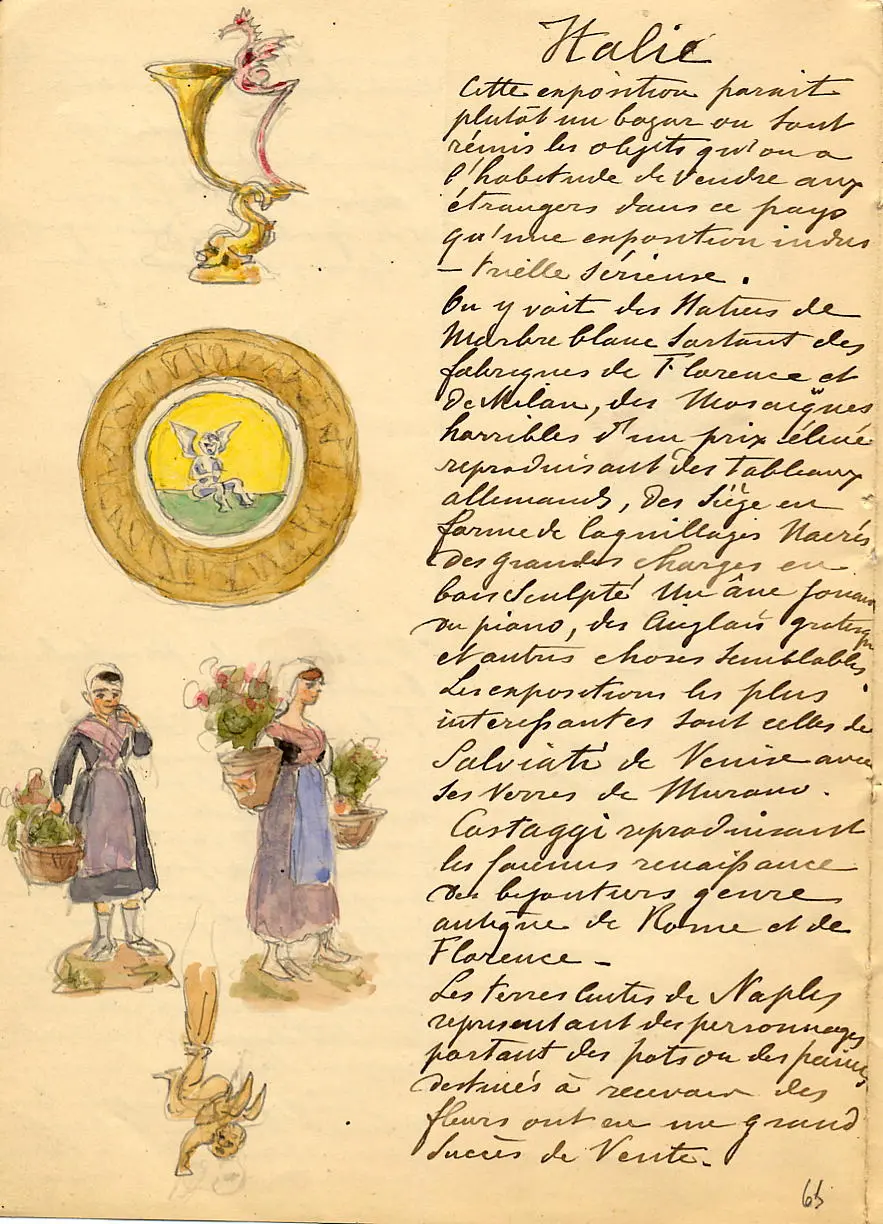 Italie
Cette exposition parait
plutôt un bazar ou sont
réunis les objets qu'on a
l'habitude de vendre aux
étrangers dans ce pays
qu'une exposition indus
- trielle sérieuse.
On y voit des statues de
Marbre blanc sortant des
fabriques de Florence et
de Milan, des Mosaïques
horribles d'un prix élevé
reproduisant des tableaux
allemands, des siège en
forme de coquillages Nacrés
des grandes charges en
bois sculpté Un âne jouant
du piano, des Anglais grotesques
et autres choses semblables.
Les expositions les plus
interessantes sont celles de
Salviati de Venise avec
ses verres de Murano.
Castaggi reproduisant
les renaissance
des bijoutiers genre
antique de Rome et de
Florence -
Les terres cuites de Naples
représentant des personnages
portant des pots ou des paniers
destinés à recevoir des
fleurs ont eu un grand
succès de Vente.
65